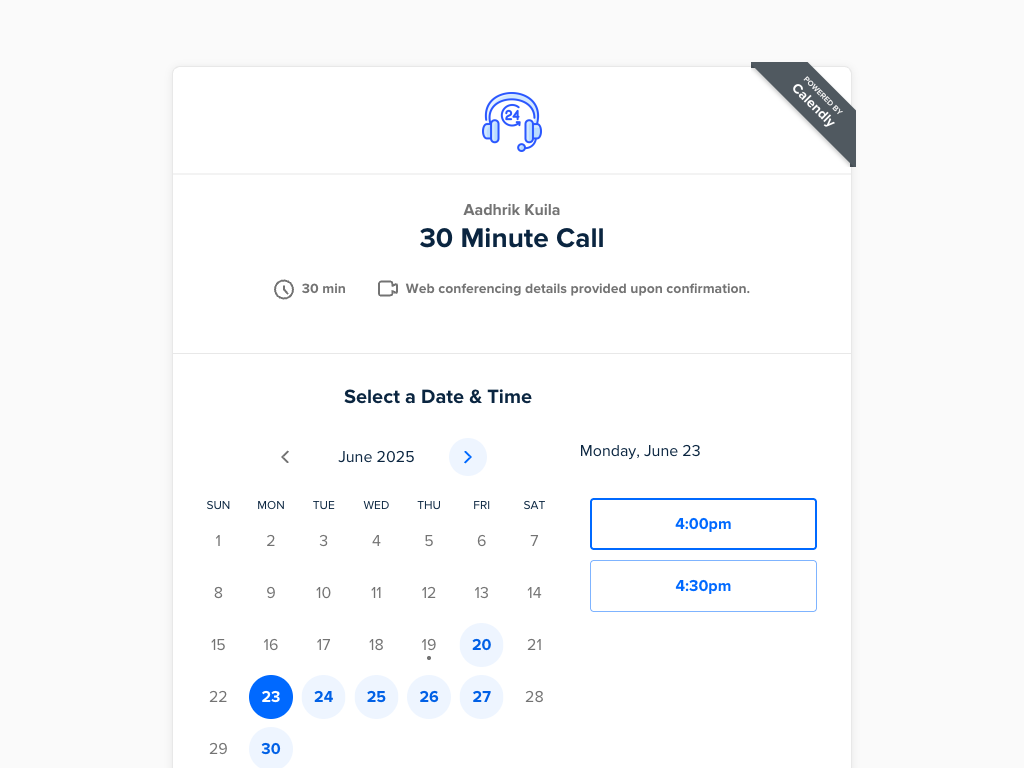 POWERED BY
Calendly
24
Aadhrik Kuila
30 Minute Call
30 min
Web conferencing details provided upon confirmation.
Select a Date & Time
June 2025
SUN MON TUE WED THU FRI SAT
1 2 3 4 5 6 7
8 9 10 11 12 13 14
15 16 17 18 19 20 21
22 23 24 25 26 27 28
29 30
Monday, June 23
4:00pm
4:30pm